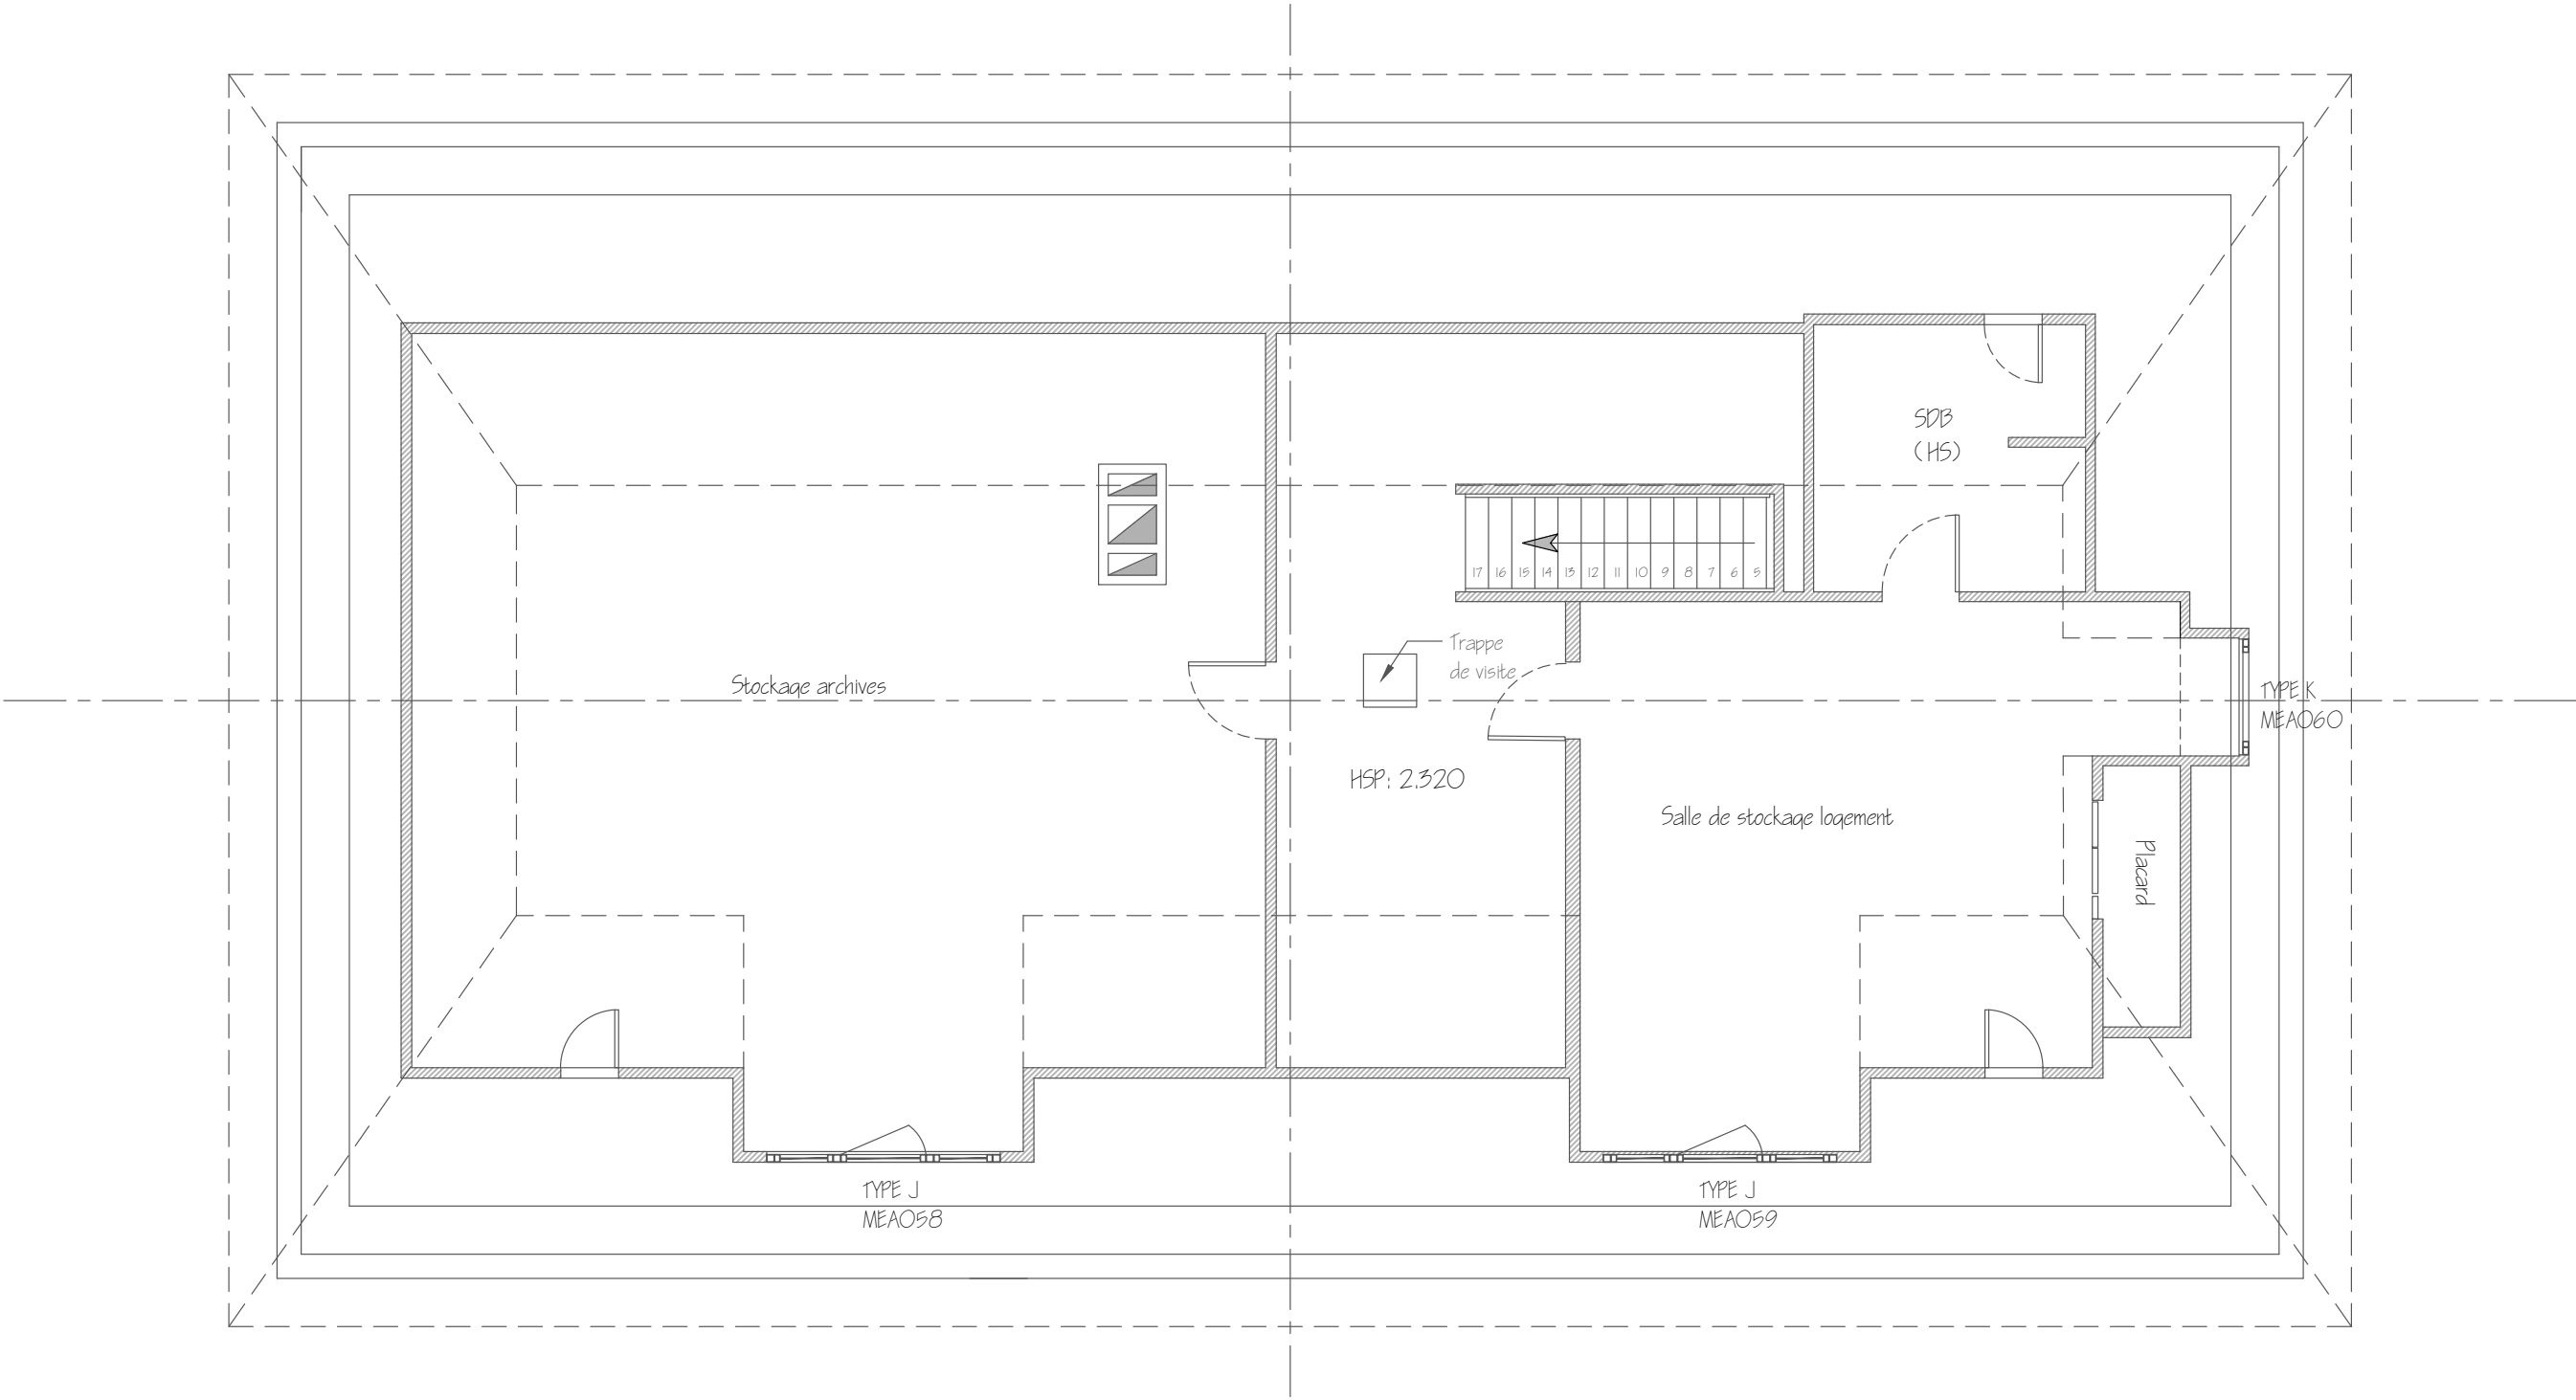 SDB
(HS)
17 16 15 14 13 12 11 10 9 8 7 6 5
Trappe
de visite
Stockage archives
TYPE K
MEA060
HSP: 2.320
Salle de stockage logement
Placard
TYPE J
MEA058
TYPE J
MEA059